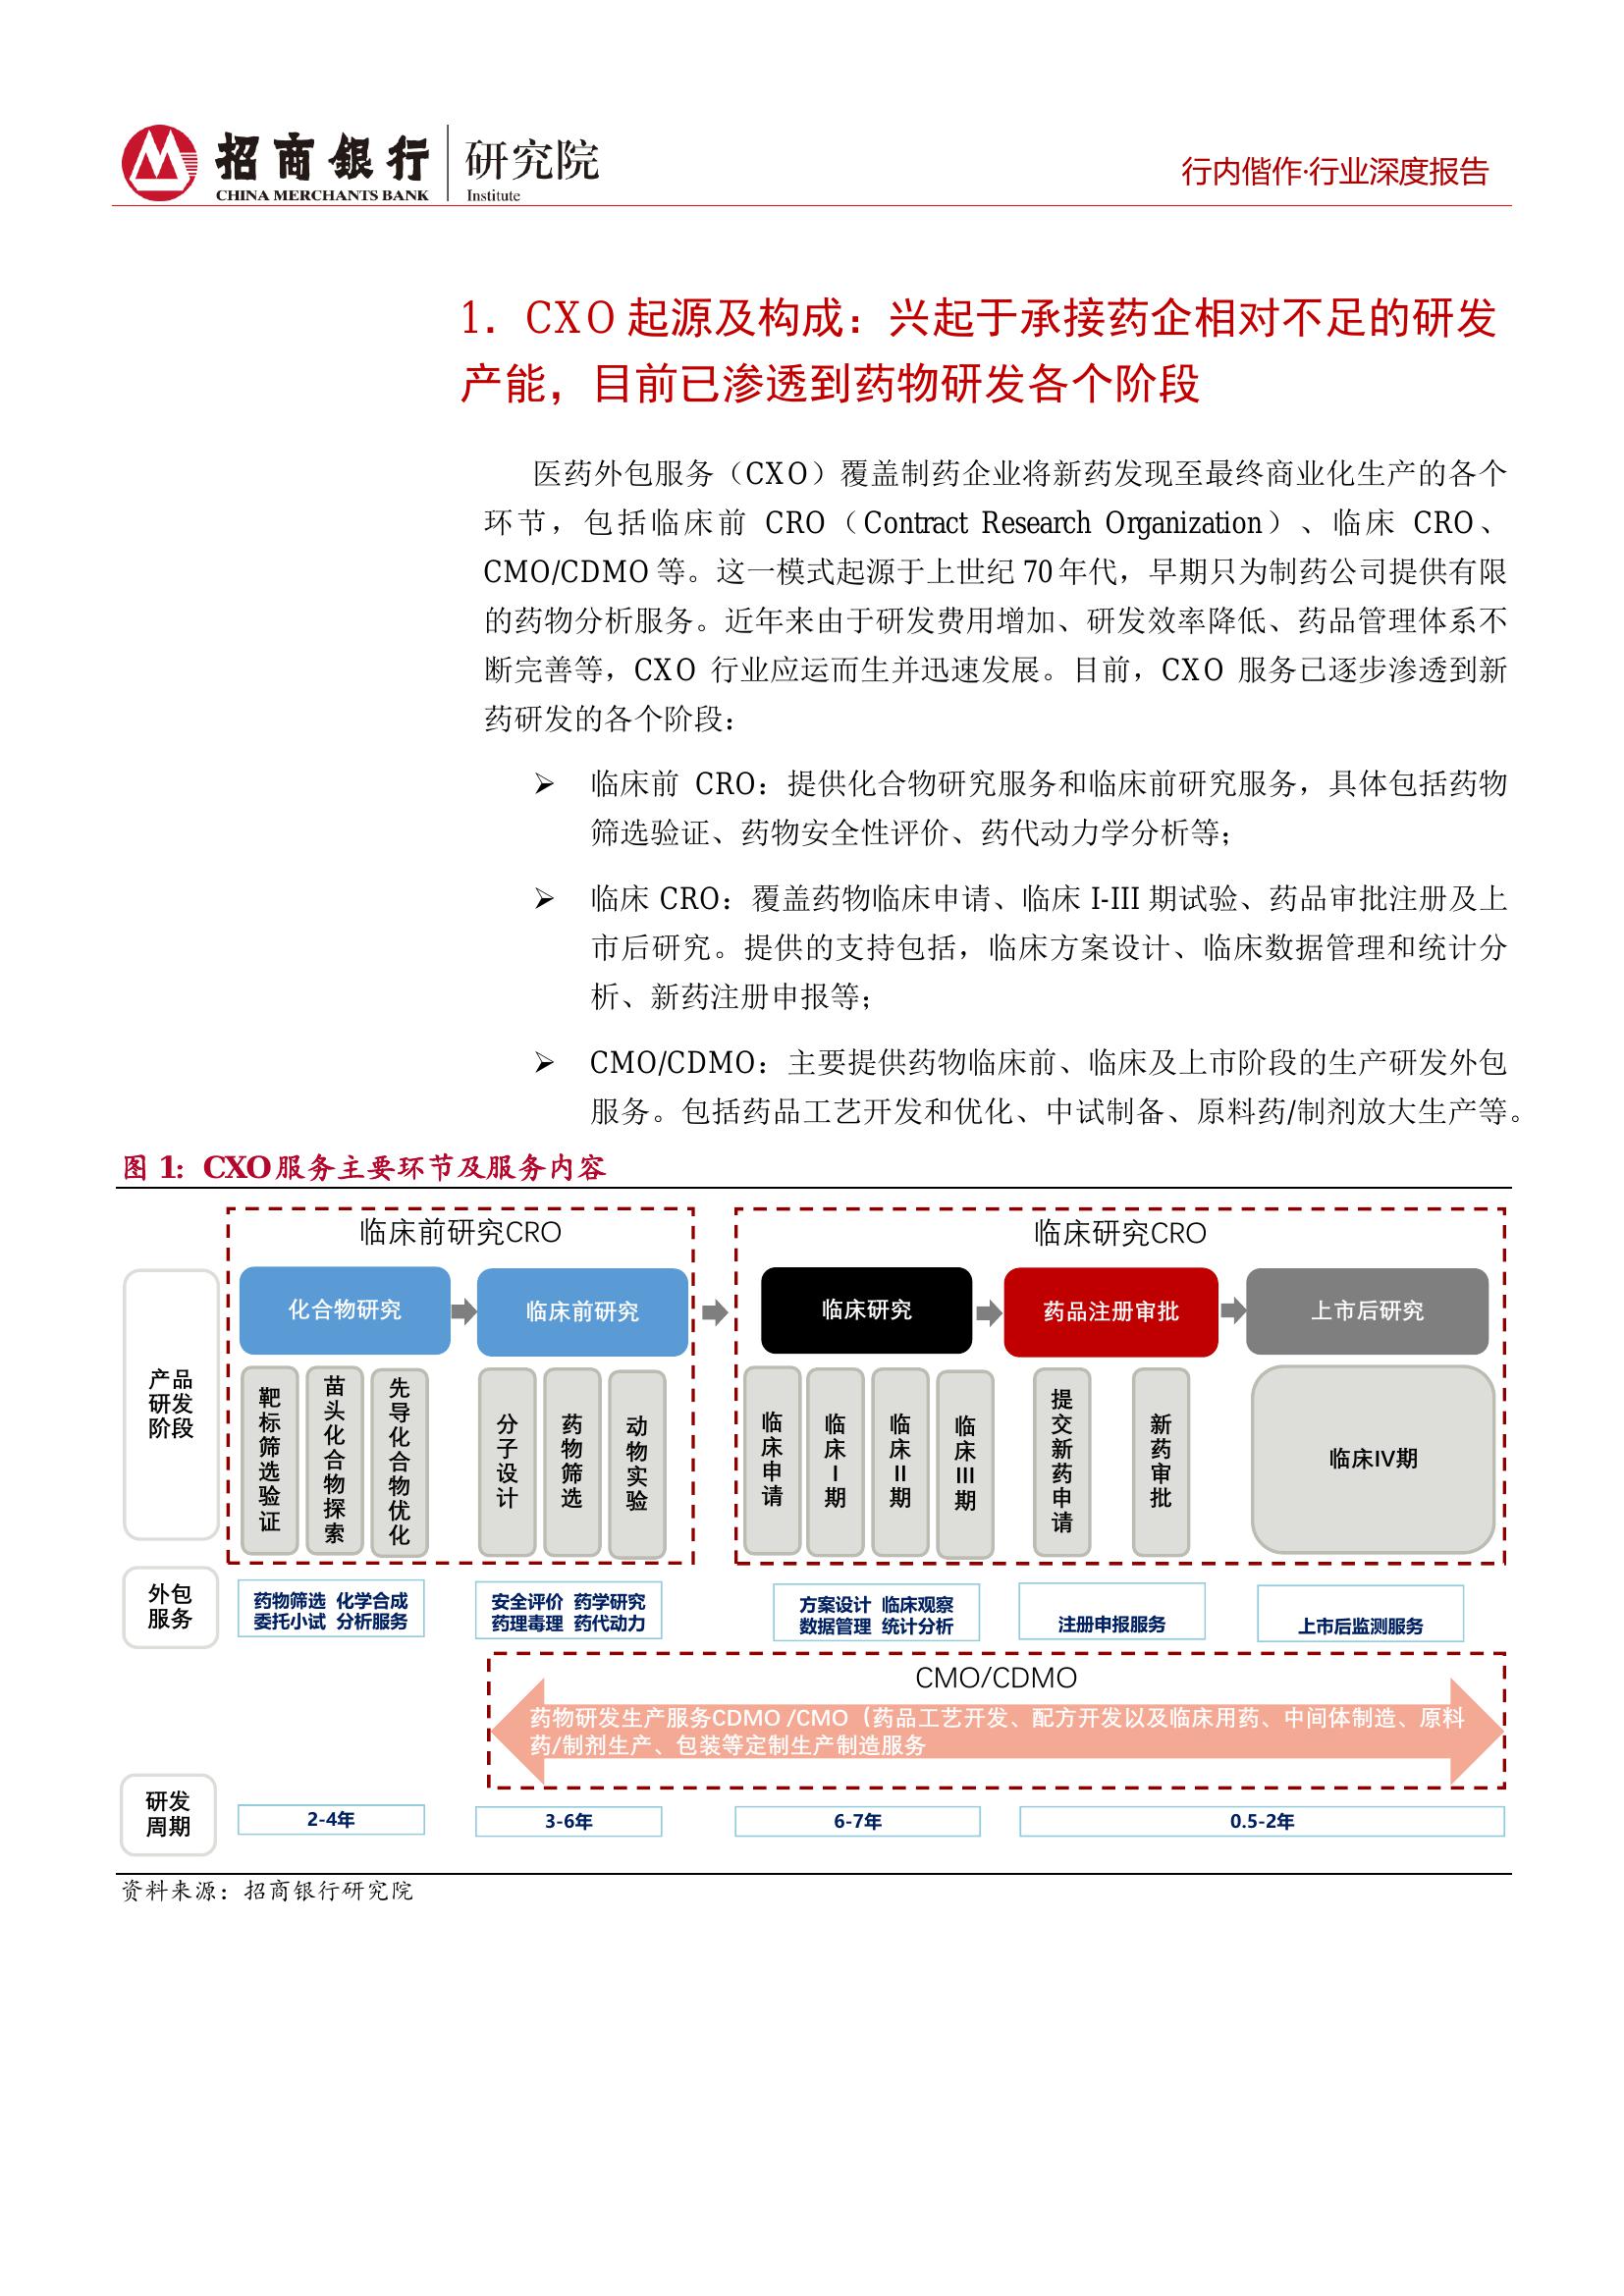 招商银行
CHINA MERCHANTS BANK
研究院
Institute
行内偕作·行业深度报告
1. CXO 起源及构成：兴起于承接药企相对不足的研发
产能，目前已渗透到药物研发各个阶段
医药外包服务（CXO）覆盖制药企业将新药发现至最终商业化生产的各个
环节，包括临床前 CRO（Contract Research Organization）、临床 CRO、
CMO/CDMO 等。这一模式起源于上世纪 70 年代，早期只为制药公司提供有限
的药物分析服务。近年来由于研发费用增加、研发效率降低、药品管理体系不
断完善等，CXO 行业应运而生并迅速发展。目前，CXO 服务已逐步渗透到新
药研发的各个阶段：
➢ 临床前 CRO：提供化合物研究服务和临床前研究服务，具体包括药物
筛选验证、药物安全性评价、药代动力学分析等；
➢ 临床 CRO：覆盖药物临床申请、临床 I-III 期试验、药品审批注册及上
市后研究。提供的支持包括，临床方案设计、临床数据管理和统计分
析、新药注册申报等；
➢ CMO/CDMO：主要提供药物临床前、临床及上市阶段的生产研发外包
服务。包括药品工艺开发和优化、中试制备、原料药/制剂放大生产等。
图 1：CXO服务主要环节及服务内容
临床前研究CRO
临床研究CRO
产品
研发
阶段
化合物研究
临床前研究
临床研究
药品注册审批
上市后研究
靶标筛选验证
苗头化合物探索
先导化合物优化
分子设计
药物筛选
动物实验
临床申请
临床I期
临床II期
临床III期
提交新药申请
新药审批
临床IV期
外包
服务
药物筛选 化学合成
委托小试 分析服务
安全评价 药学研究
药理毒理 药代动力
方案设计 临床观察
数据管理 统计分析
注册申报服务
上市后监测服务
CMO/CDMO
药物研发生产服务CDMO /CMO（药品工艺开发、配方开发以及临床用药、中间体制造、原料
药/制剂生产、包装等定制生产制造服务
研发
周期
2-4年
3-6年
6-7年
0.5-2年
资料来源：招商银行研究院